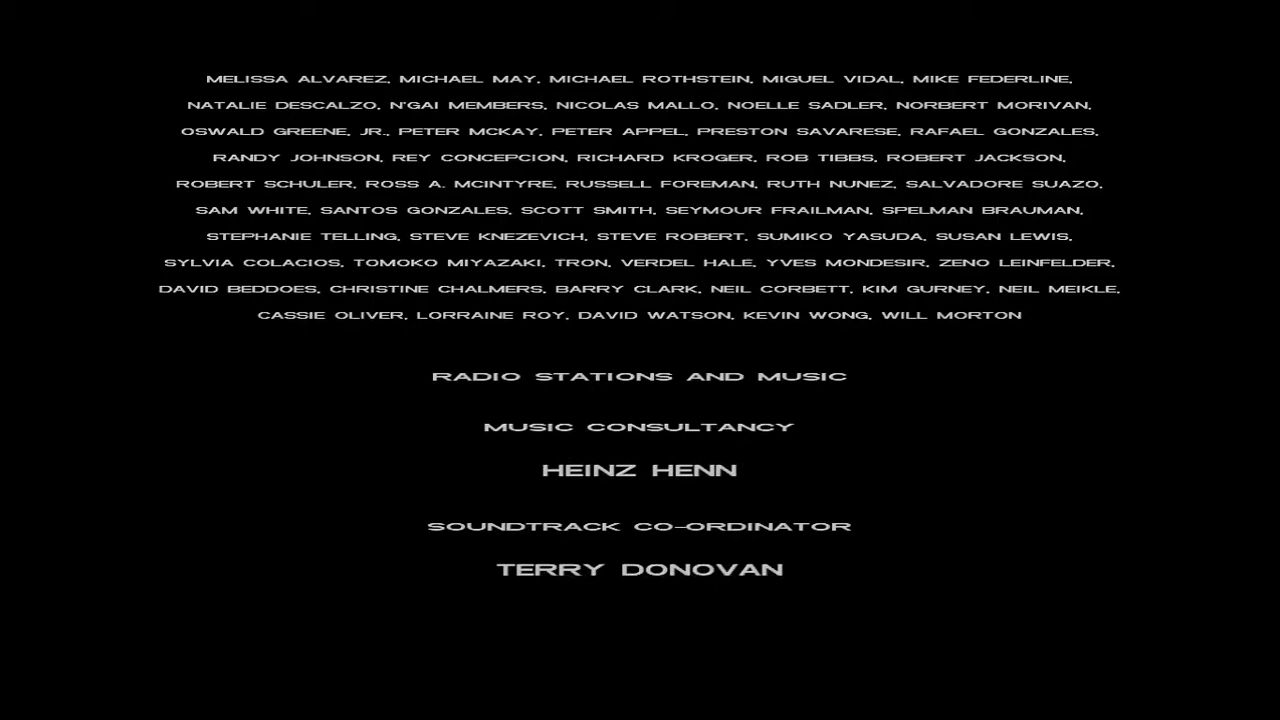 MELISSA ALVAREZ, MICHAEL MAY, MICHAEL ROTHSTEIN, MIGUEL VIDAL, MIKE FEDERLINE,
NATALIE DESCALZO, N'GAI MEMBERS, NICOLAS MALLO, NOELLE SADLER, NORBERT MORIVAN,
OSWALD GREENE, JR., PETER MCKAY, PETER APPEL, PRESTON SAVARESE, RAFAEL GONZALES,
RANDY JOHNSON, REY CONCEPCION, RICHARD KROGER, ROB TIBBS, ROBERT JACKSON,
ROBERT SCHULER, ROSS A. MCINTYRE, RUSSELL FOREMAN, RUTH NUNEZ, SALVADORE SUAZO,
SAM WHITE, SANTOS GONZALES, SCOTT SMITH, SEYMOUR FRAILMAN, SPELMAN BRAUMAN,
STEPHANIE TELLING, STEVE KNEZEVICH, STEVE ROBERT, SUMIKO YASUDA, SUSAN LEWIS,
SYLVIA COLACIOS, TOMOKO MIYAZAKI, TRON, VERDEL HALE, YVES MONDESIR, ZENO LEINFELDER,
DAVID BEDDOES, CHRISTINE CHALMERS, BARRY CLARK, NEIL CORBETT, KIM GURNEY, NEIL MEIKLE,
CASSIE OLIVER, LORRAINE ROY, DAVID WATSON, KEVIN WONG, WILL MORTON
RADIO STATIONS AND MUSIC
MUSIC CONSULTANCY
HEINZ HENN
SOUNDTRACK CO-ORDINATOR
TERRY DONOVAN